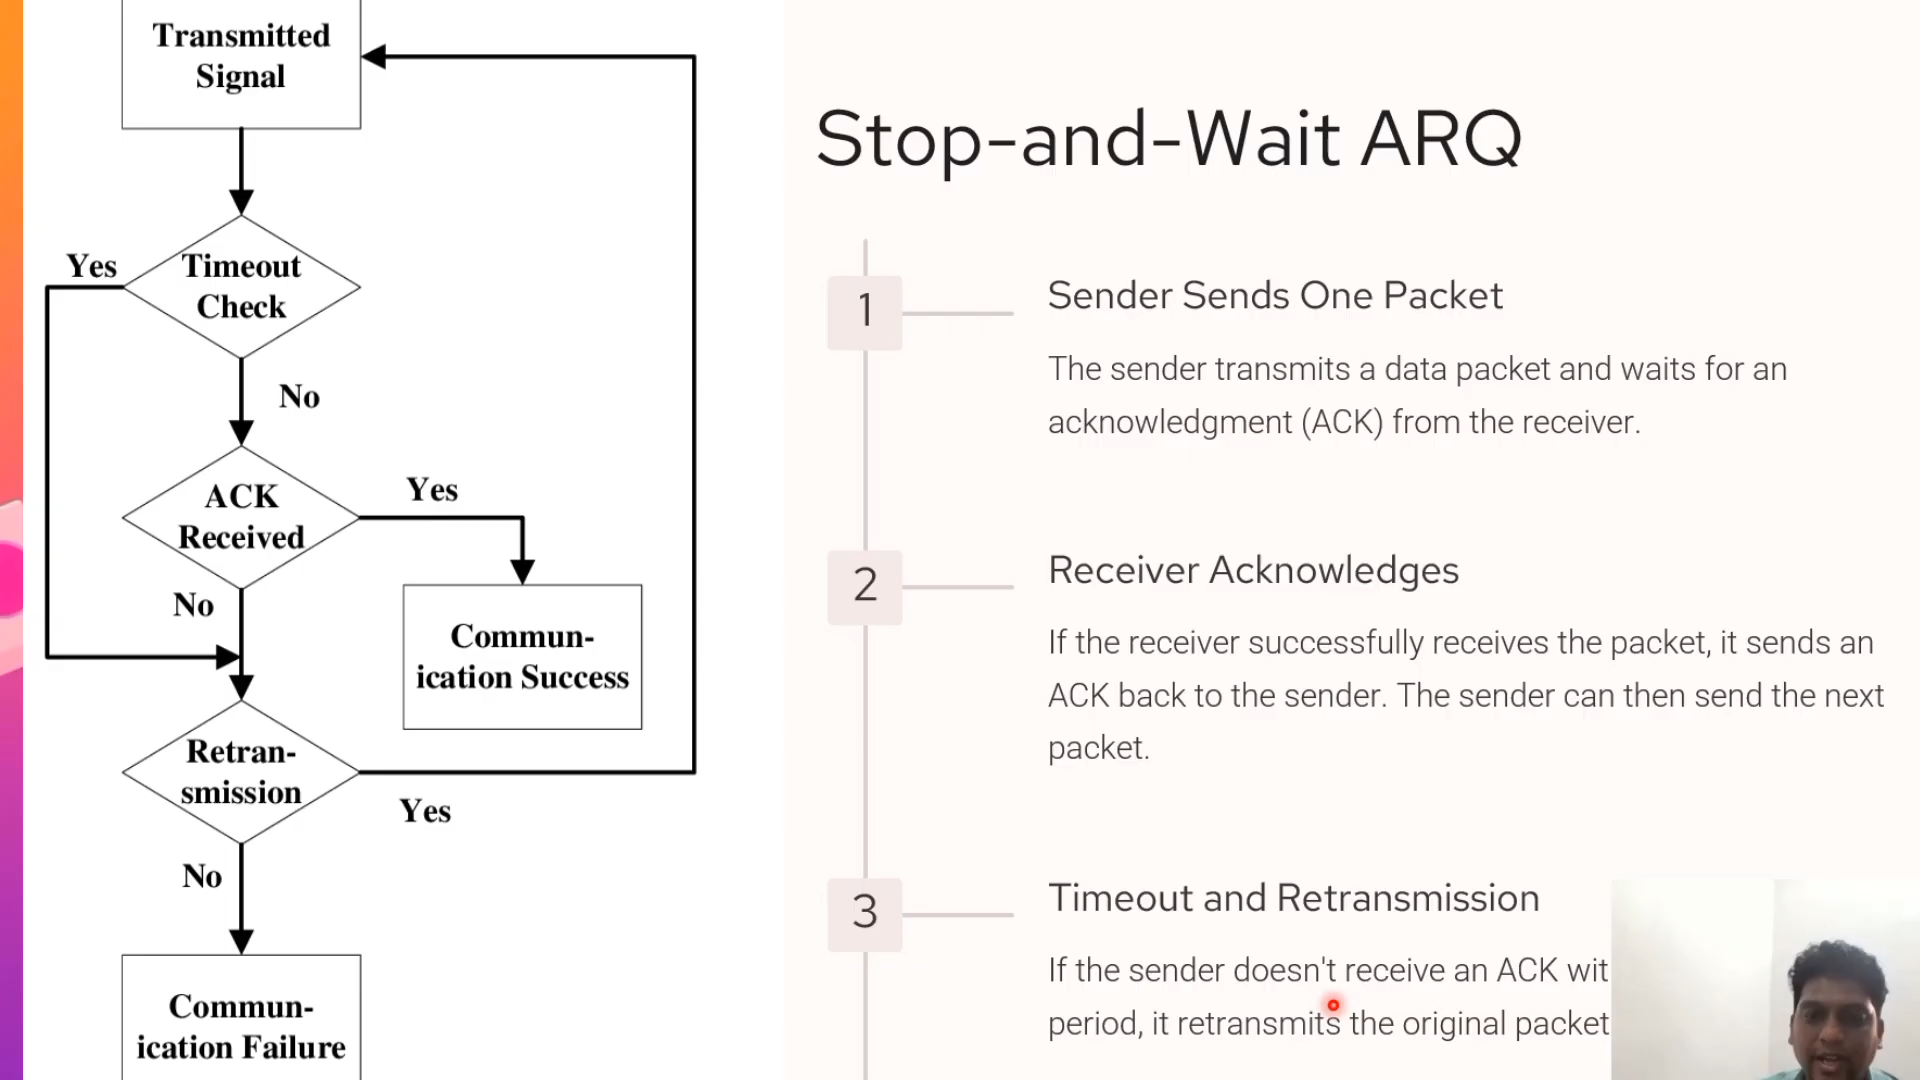 Transmitted
Signal
Yes
Timeout
Check
No
ACK
Received
Yes
No
Commun-
ication Success
Retran-
smission
Yes
No
Commun-
ication Failure
Stop-and-Wait ARQ
1
Sender Sends One Packet
The sender transmits a data packet and waits for an
acknowledgment (ACK) from the receiver.
2
Receiver Acknowledges
If the receiver successfully receives the packet, it sends an
ACK back to the sender. The sender can then send the next
packet.
3
Timeout and Retransmission
If the sender doesn't receive an ACK
period, it retransmits the original packet